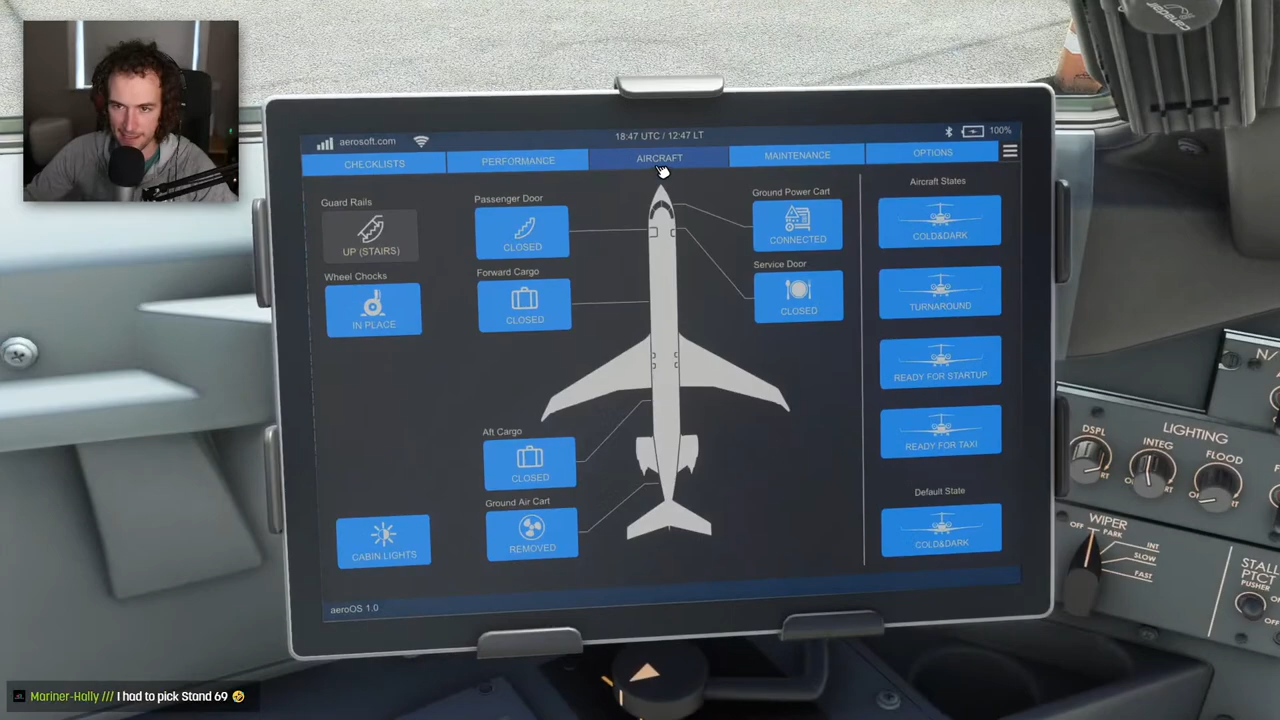 aerosoft.com
18:47 UTC / 12:47 LT
100%
CHECKLISTS
PERFORMANCE
AIRCRAFT
MAINTENANCE
OPTIONS
Guard Rails
UP (STAIRS)
Wheel Chocks
IN PLACE
CABIN LIGHTS
Passenger Door
CLOSED
Forward Cargo
CLOSED
Aft Cargo
CLOSED
Ground Air Cart
REMOVED
Ground Power Cart
CONNECTED
Service Door
CLOSED
Aircraft States
COLD&DARK
TURNAROUND
READY FOR STARTUP
READY FOR TAXI
Default State
COLD&DARK
aeroOS 1.0
LIGHTING
DSPL
INTEG
FLOOD
BRT
WIPER
OFF
PARK
INT
SLOW
FAST
STALL
PTCT
PUSHER
OFF
N/
Mariner-Hally /// I had to pick Stand 69 🤣